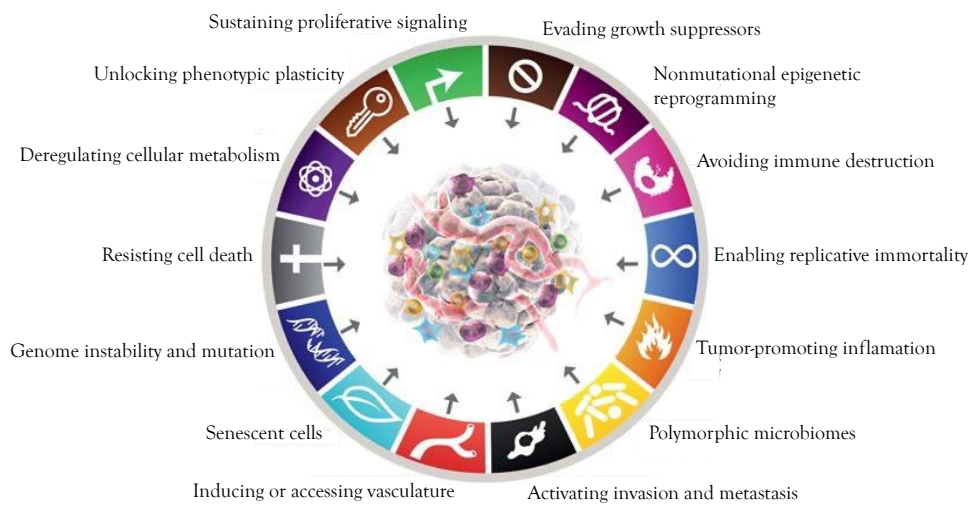 Sustaining proliferative signaling
Evading growth suppressors
Unlocking phenotypic plasticity
Nonmutational epigenetic
reprogramming
Deregulating cellular metabolism
Avoiding immune destruction
Resisting cell death
Enabling replicative immortality
Genome instability and mutation
Tumor-promoting inflamation
Senescent cells
Polymorphic microbiomes
Inducing or accessing vasculature
Activating invasion and metastasis